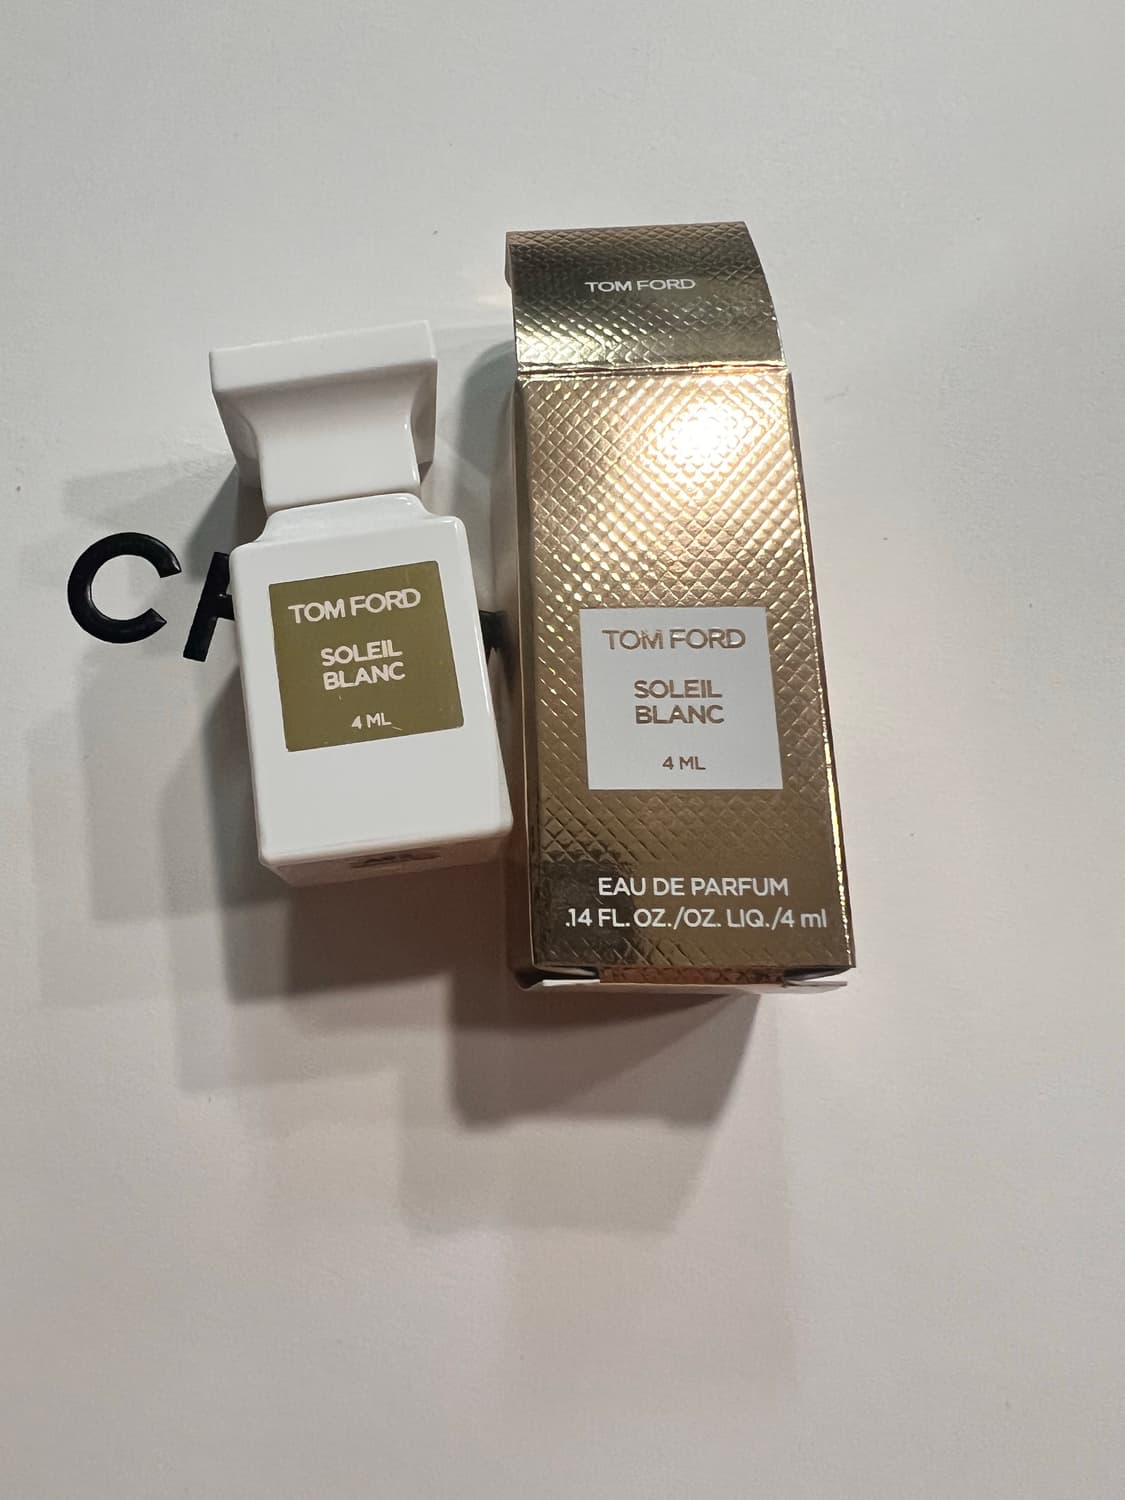 TOM FORD
TOM FORD
SOLEIL
BLANC
4 ML
TOM FORD
SOLEIL
BLANC
4 ML
EAU DE PARFUM
.14 FL. OZ./OZ. LIQ./4 ml